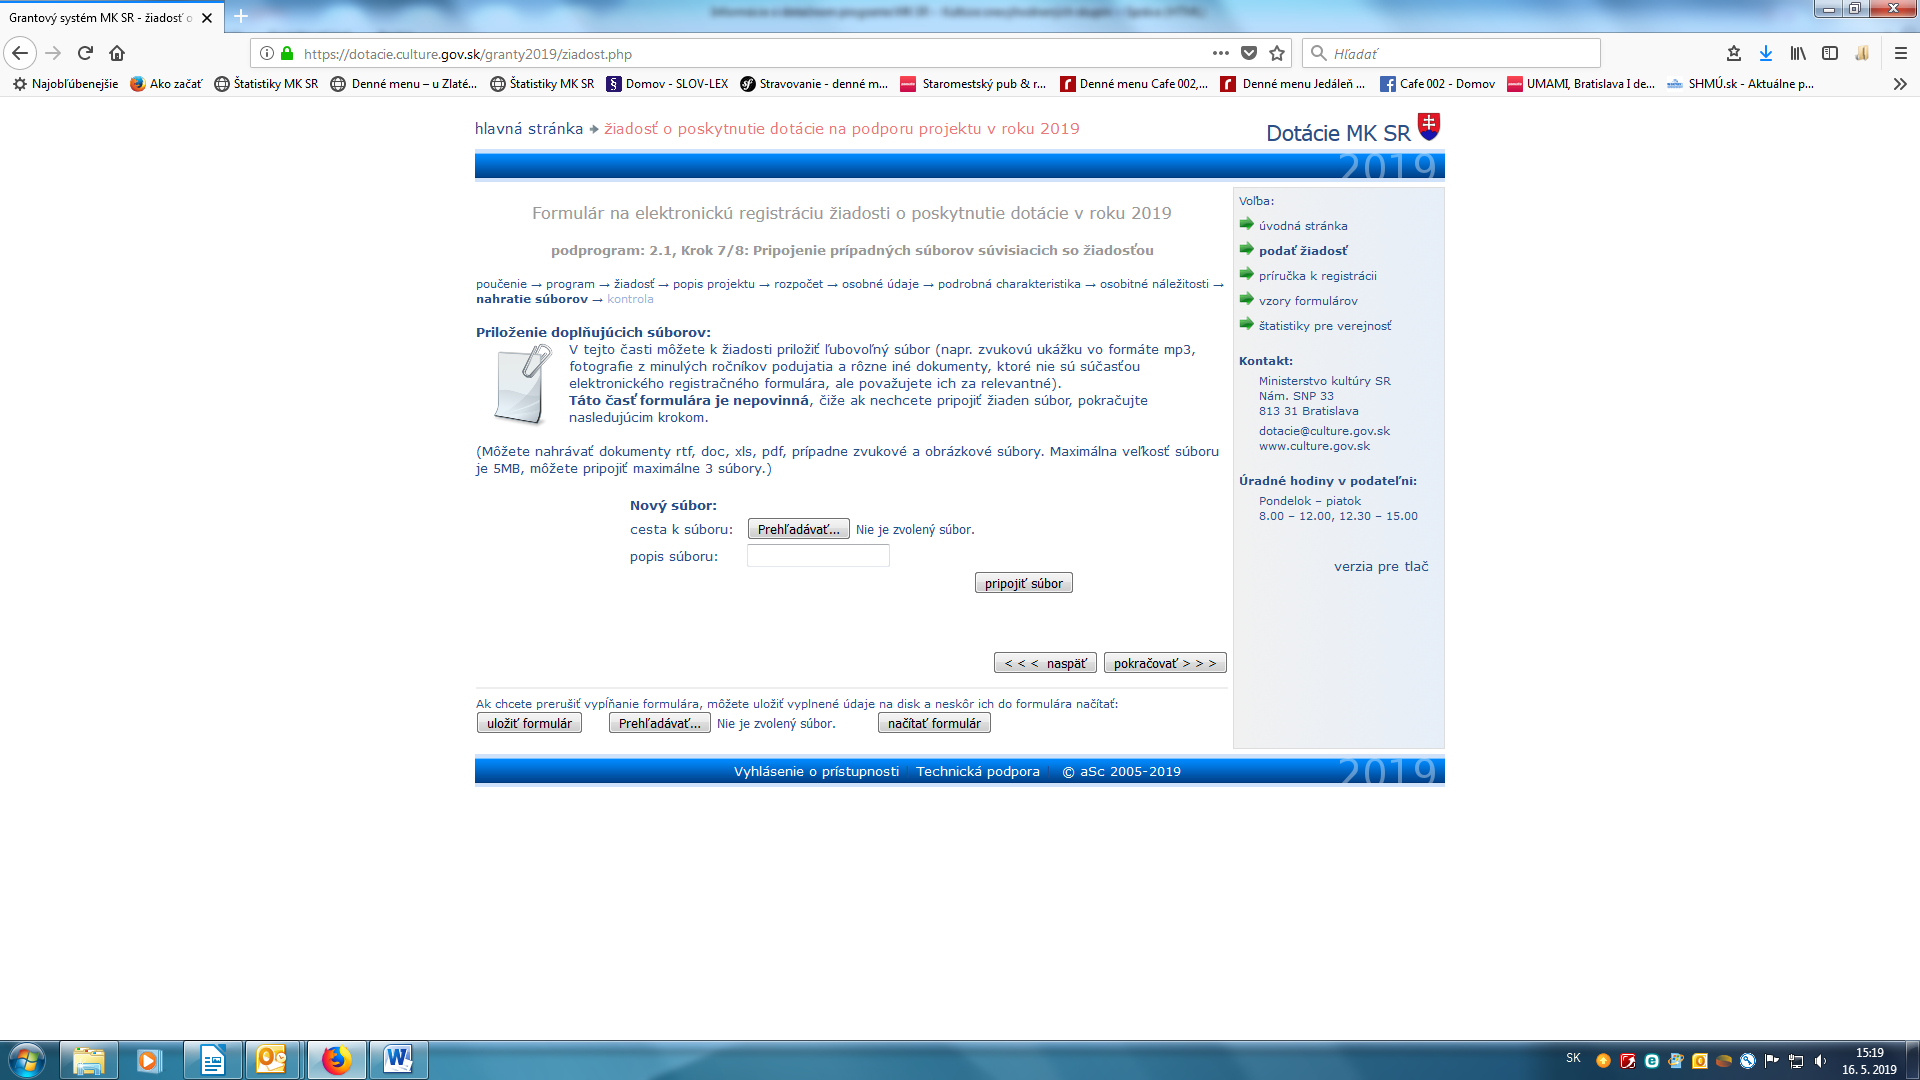 Grantový systém MK SR - žiadosť o
https://dotacie.culture.gov.sk/granty2019/ziadost.php
Hľadať
Najobľúbenejšie
Ako začať
Štatistiky MK SR
Denné menu – u Zlaté...
Štatistiky MK SR
Domov - SLOV-LEX
Stravovanie - denné m...
Staromestský pub & r...
Denné menu Cafe 002,...
Denné menu Jedáleň ...
Cafe 002 - Domov
UMAMI, Bratislava I de...
SHMÚ.sk - Aktuálne p...
hlavná stránka žiadosť o poskytnutie dotácie na podporu projektu v roku 2019
Dotácie MK SR
2019
Formulár na elektronickú registráciu žiadosti o poskytnutie dotácie v roku 2019
podprogram: 2.1, Krok 7/8: Pripojenie prípadných súborov súvisiacich so žiadosťou
poučenie → program → žiadosť → popis projektu → rozpočet → osobné údaje → podrobná charakteristika → osobitné náležitosti →
nahratie súborov → kontrola
Priloženie doplňujúcich súborov:
V tejto časti môžete k žiadosti priložiť ľubovoľný súbor (napr. zvukovú ukážku vo formáte mp3,
fotografie z minulých ročníkov podujatia a rôzne iné dokumenty, ktoré nie sú súčasťou
elektronického registračného formulára, ale považujete ich za relevantné).
Táto časť formulára je nepovinná, čiže ak nechcete pripojiť žiaden súbor, pokračujte
nasledujúcim krokom.
(Môžete nahrávať dokumenty rtf, doc, xls, pdf, prípadne zvukové a obrázkové súbory. Maximálna veľkosť súboru
je 5MB, môžete pripojiť maximálne 3 súbory.)
Nový súbor:
cesta k súboru: Prehľadávať... Nie je zvolený súbor.
popis súboru:
pripojiť súbor
< < < naspäť pokračovať > > >
Ak chcete prerušiť vypĺňanie formulára, môžete uložiť vyplnené údaje na disk a neskôr ich do formulára načítať:
uložiť formulár Prehľadávať... Nie je zvolený súbor. načítať formulár
Voľba:
úvodná stránka
podať žiadosť
príručka k registrácii
vzory formulárov
štatistiky pre verejnosť
Kontakt:
Ministerstvo kultúry SR
Nám. SNP 33
813 31 Bratislava
dotacie@culture.gov.sk
www.culture.gov.sk
Úradné hodiny v podateľni:
Pondelok – piatok
8.00 – 12.00, 12.30 – 15.00
verzia pre tlač
Vyhlásenie o prístupnosti Technická podpora © aSc 2005-2019
2019
SK
15:19
16. 5. 2019